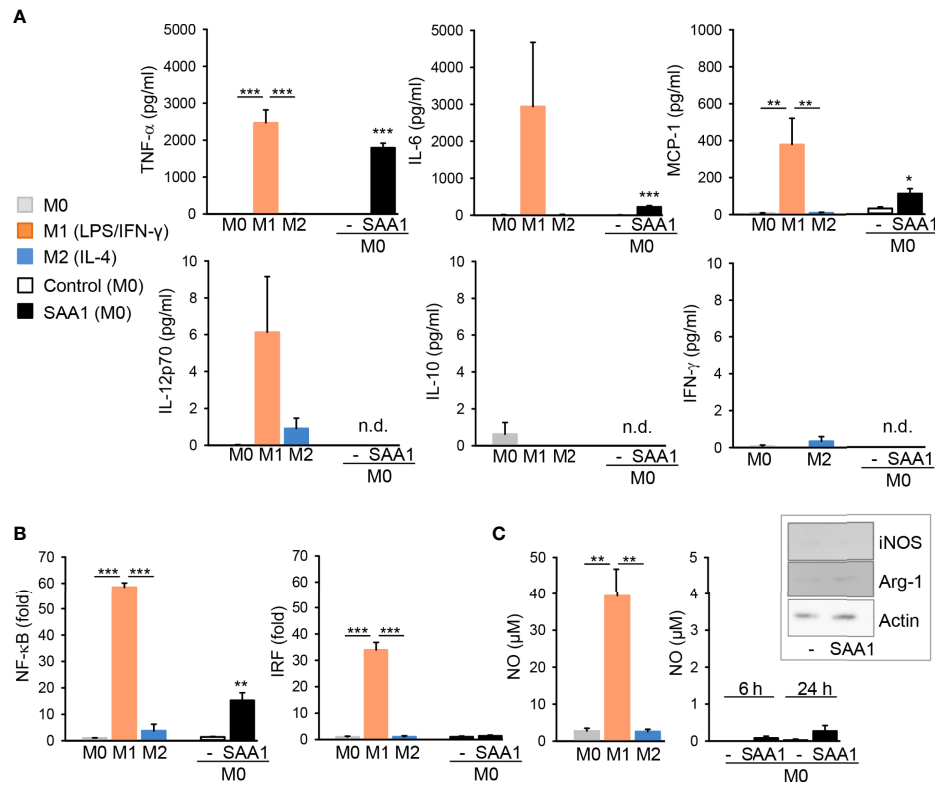 A
TNF-α (pg/ml)
5000
4000
3000
2000
1000
0
***
***
***
M0 M1 M2
- SAA1
M0
IL-6 (pg/ml)
5000
4000
3000
2000
1000
0
***
M0 M1 M2
- SAA1
M0
MCP-1 (pg/ml)
1000
800
600
400
200
0
**
**
*
M0 M1 M2
- SAA1
M0
M0
M1 (LPS/IFN-γ)
M2 (IL-4)
Control (M0)
SAA1 (M0)
IL-12p70 (pg/ml)
10
8
6
4
2
0
n.d.
M0 M1 M2
- SAA1
M0
IL-10 (pg/ml)
10
8
6
4
2
0
n.d.
M0 M1 M2
- SAA1
M0
IFN-γ (pg/ml)
10
8
6
4
2
0
n.d.
M0 M2
- SAA1
M0
B
NF-κB (fold)
70
60
50
40
30
20
10
0
***
***
**
M0 M1 M2
- SAA1
M0
IRF (fold)
70
60
50
40
30
20
10
0
***
***
M0 M1 M2
- SAA1
M0
C
NO (µM)
50
40
30
20
10
0
**
**
M0 M1 M2
NO (µM)
5
4
3
2
1
0
6 h
24 h
- SAA1 - SAA1
M0
iNOS
Arg-1
Actin
- SAA1